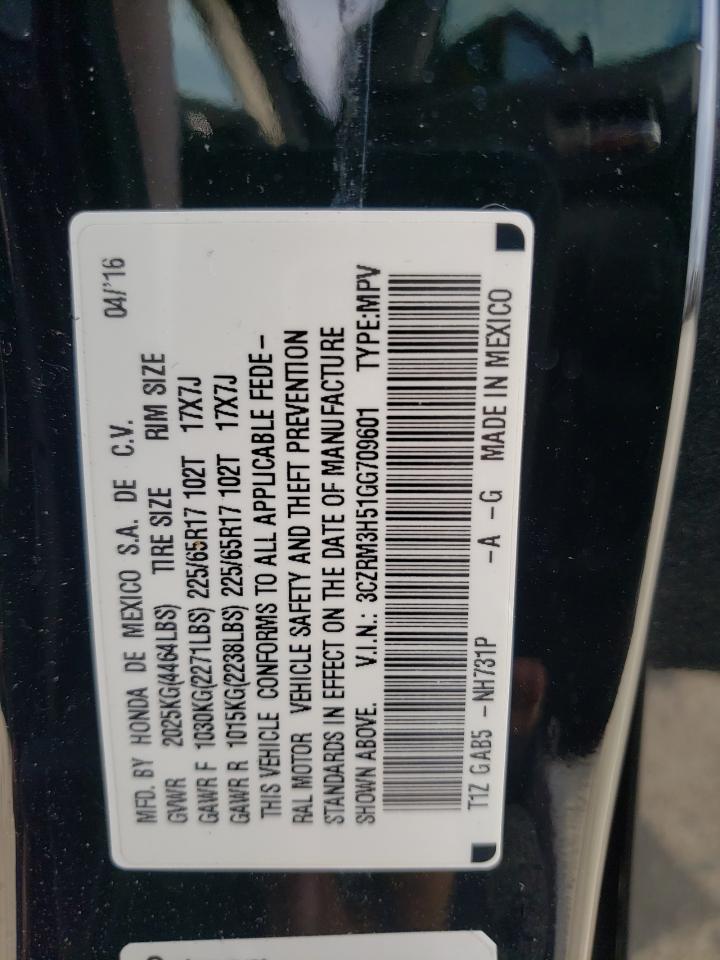 MFD. BY HONDA DE MEXICO S.A. DE C.V. 04/'16
GVWR 2025KG(4464LBS) TIRE SIZE RIM SIZE
GAWR F 1030KG(2271LBS) 225/65R17 102T 17X7J
GAWR R 1015KG(2238LBS) 225/65R17 102T 17X7J
THIS VEHICLE CONFORMS TO ALL APPLICABLE FEDE-
RAL MOTOR VEHICLE SAFETY AND THEFT PREVENTION
STANDARDS IN EFFECT ON THE DATE OF MANUFACTURE
SHOWN ABOVE. V.I.N.: 3CZRM3H51GG709601 TYPE:MPV
T1Z GAB5 -NH731P -A -G MADE IN MEXICO